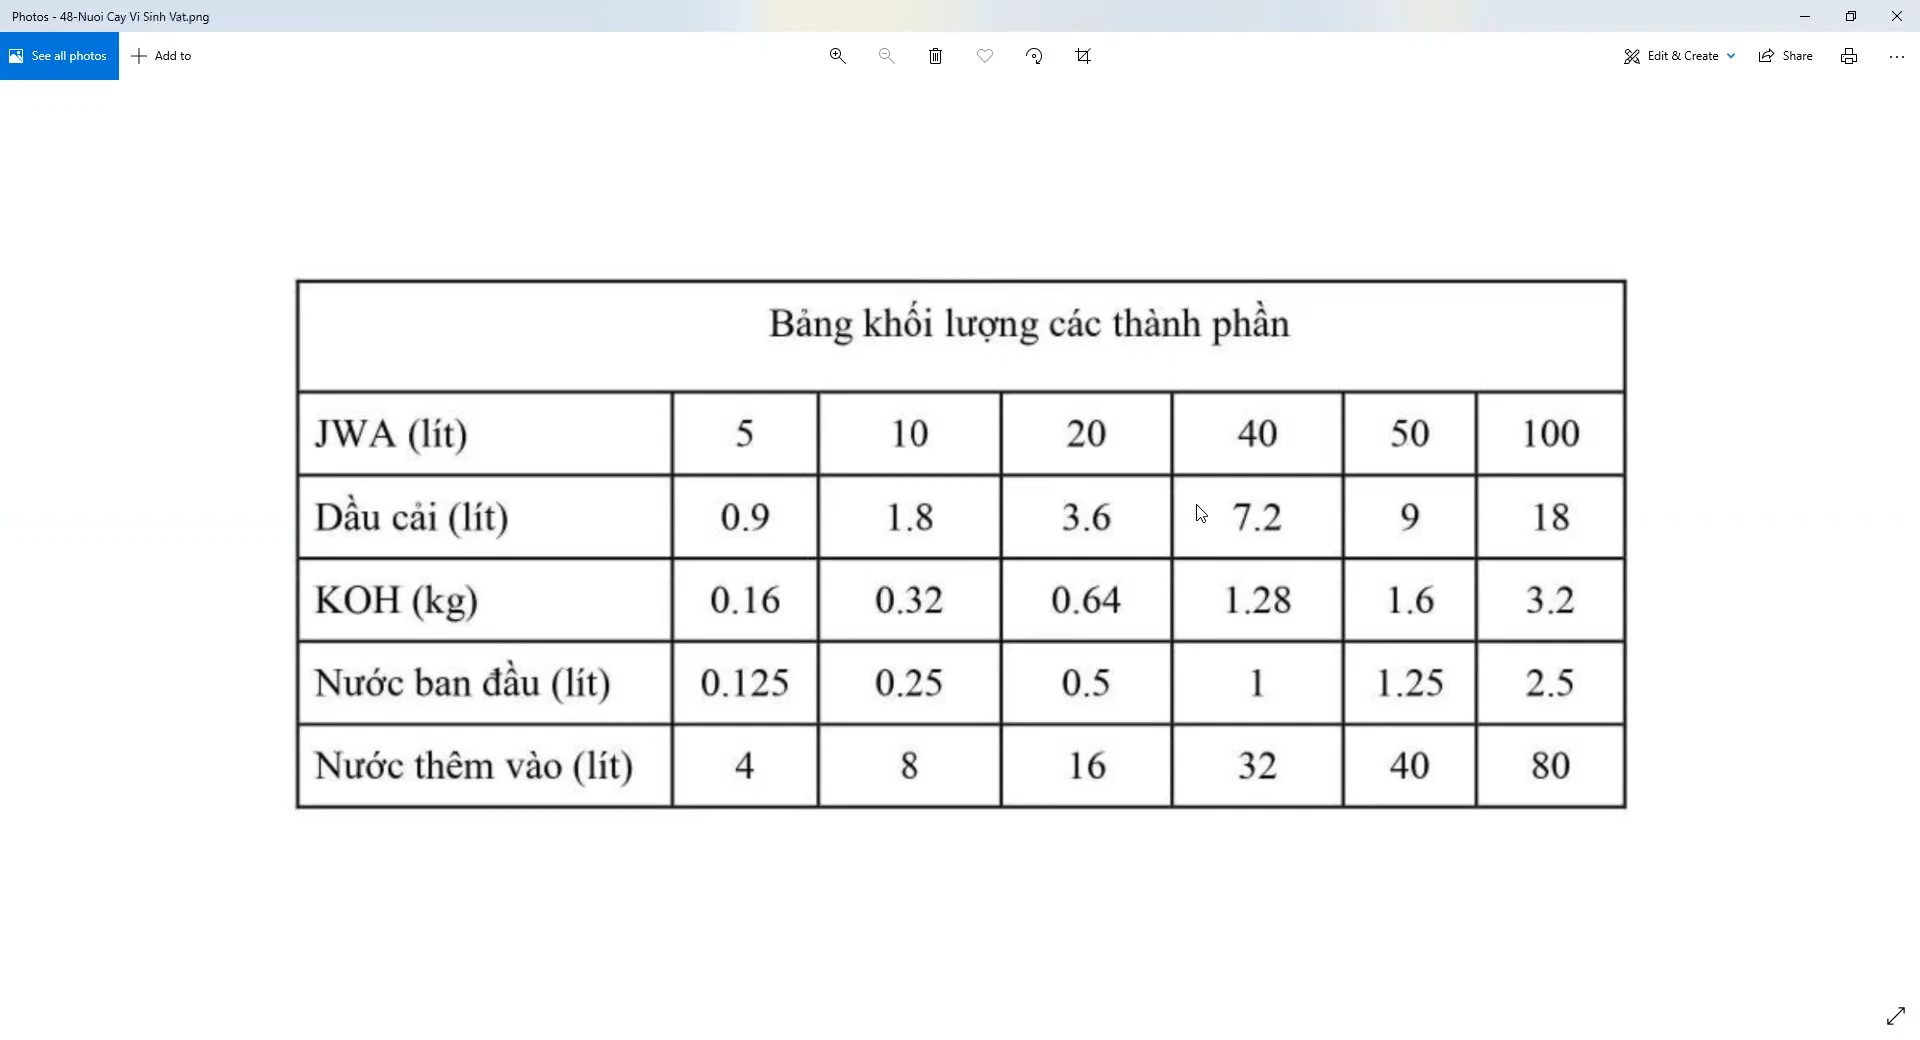 Photos - 48-Nuoi Cay Vi Sinh Vat.png
See all photos
Add to
Edit & Create
Share
Bảng khối lượng các thành phần
JWA (lít) 5 10 20 40 50 100
Dầu cải (lít) 0.9 1.8 3.6 7.2 9 18
KOH (kg) 0.16 0.32 0.64 1.28 1.6 3.2
Nước ban đầu (lít) 0.125 0.25 0.5 1 1.25 2.5
Nước thêm vào (lít) 4 8 16 32 40 80